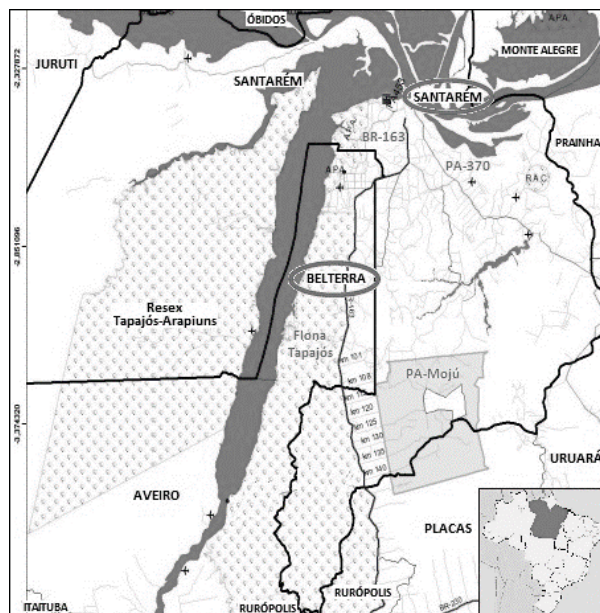 ÓBIDOS
A.P.A.
JURUTI
MONTE ALEGRE
SANTARÉM
SANTARÉM
-2,327872
A.P.A.
BR-163
PRAINHA
PA-370
A.P.A.
R.A.C.
-2,851096
BELTERRA
Resex
Tapajós-Arapiuns
Flona
Tapajós
km 101
km 108
PA-Mojú
km 120
km 125
km 130
km 135
km 140
-3,374320
URUARÁ
AVEIRO
PLACAS
ITAITUBA
RURÓPOLIS
RURÓPOLIS